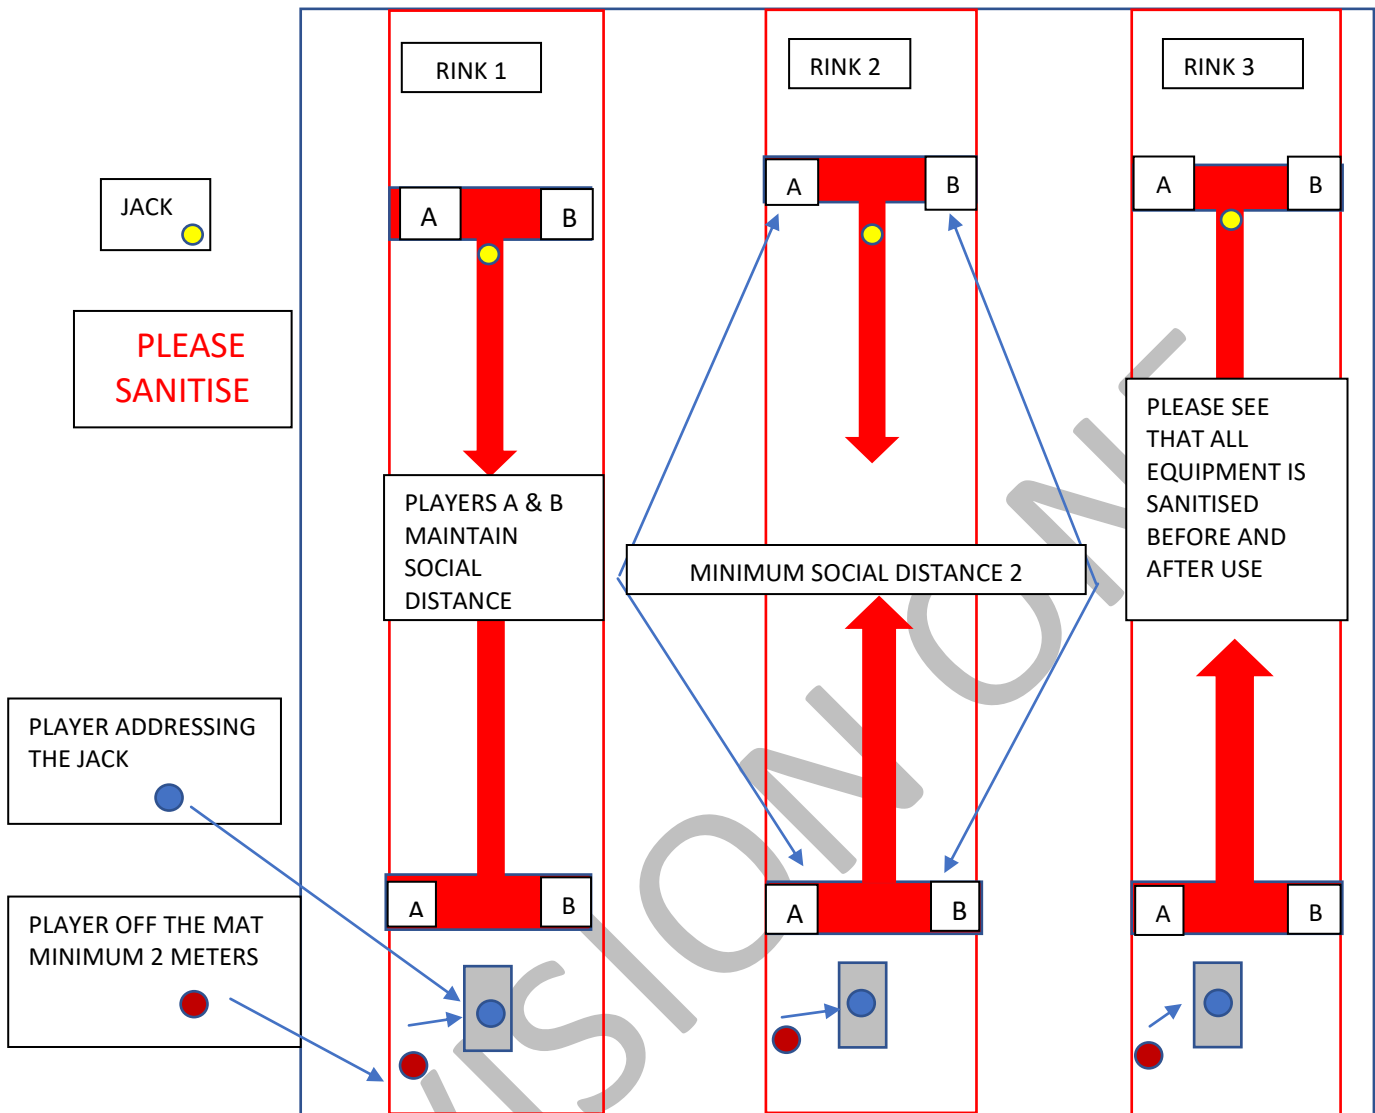 RINK 1
RINK 2
RINK 3
A
B
A
B
A
B
JACK
PLEASE
SANITISE
PLAYERS A & B
MAINTAIN
SOCIAL
DISTANCE
MINIMUM SOCIAL DISTANCE 2
PLEASE SEE
THAT ALL
EQUIPMENT IS
SANITISED
BEFORE AND
AFTER USE
PLAYER ADDRESSING
THE JACK
PLAYER OFF THE MAT
MINIMUM 2 METERS
A
B
A
B
A
B
VISION ONE